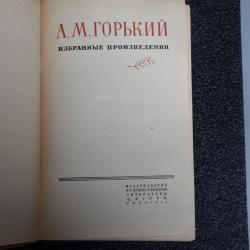 А.М.ГОРЬКИЙ
ИЗБРАННЫЕ ПРОИЗВЕДЕНИЯ
ИЗДАТЕЛЬСТВО
ХУДОЖЕСТВЕННОЙ
ЛИТЕРАТУРЫ